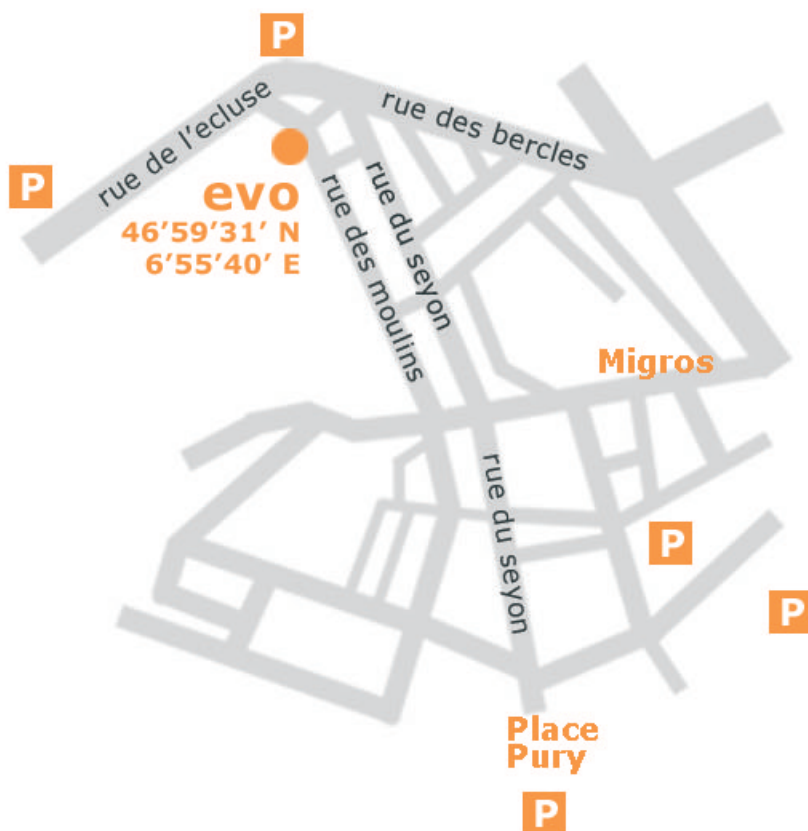 P
rue de l'ecluse
rue des bercles
P
evo
46'59'31' N
6'55'40' E
rue des moulins
rue du seyon
Migros
rue du seyon
P
P
Place
Pury
P